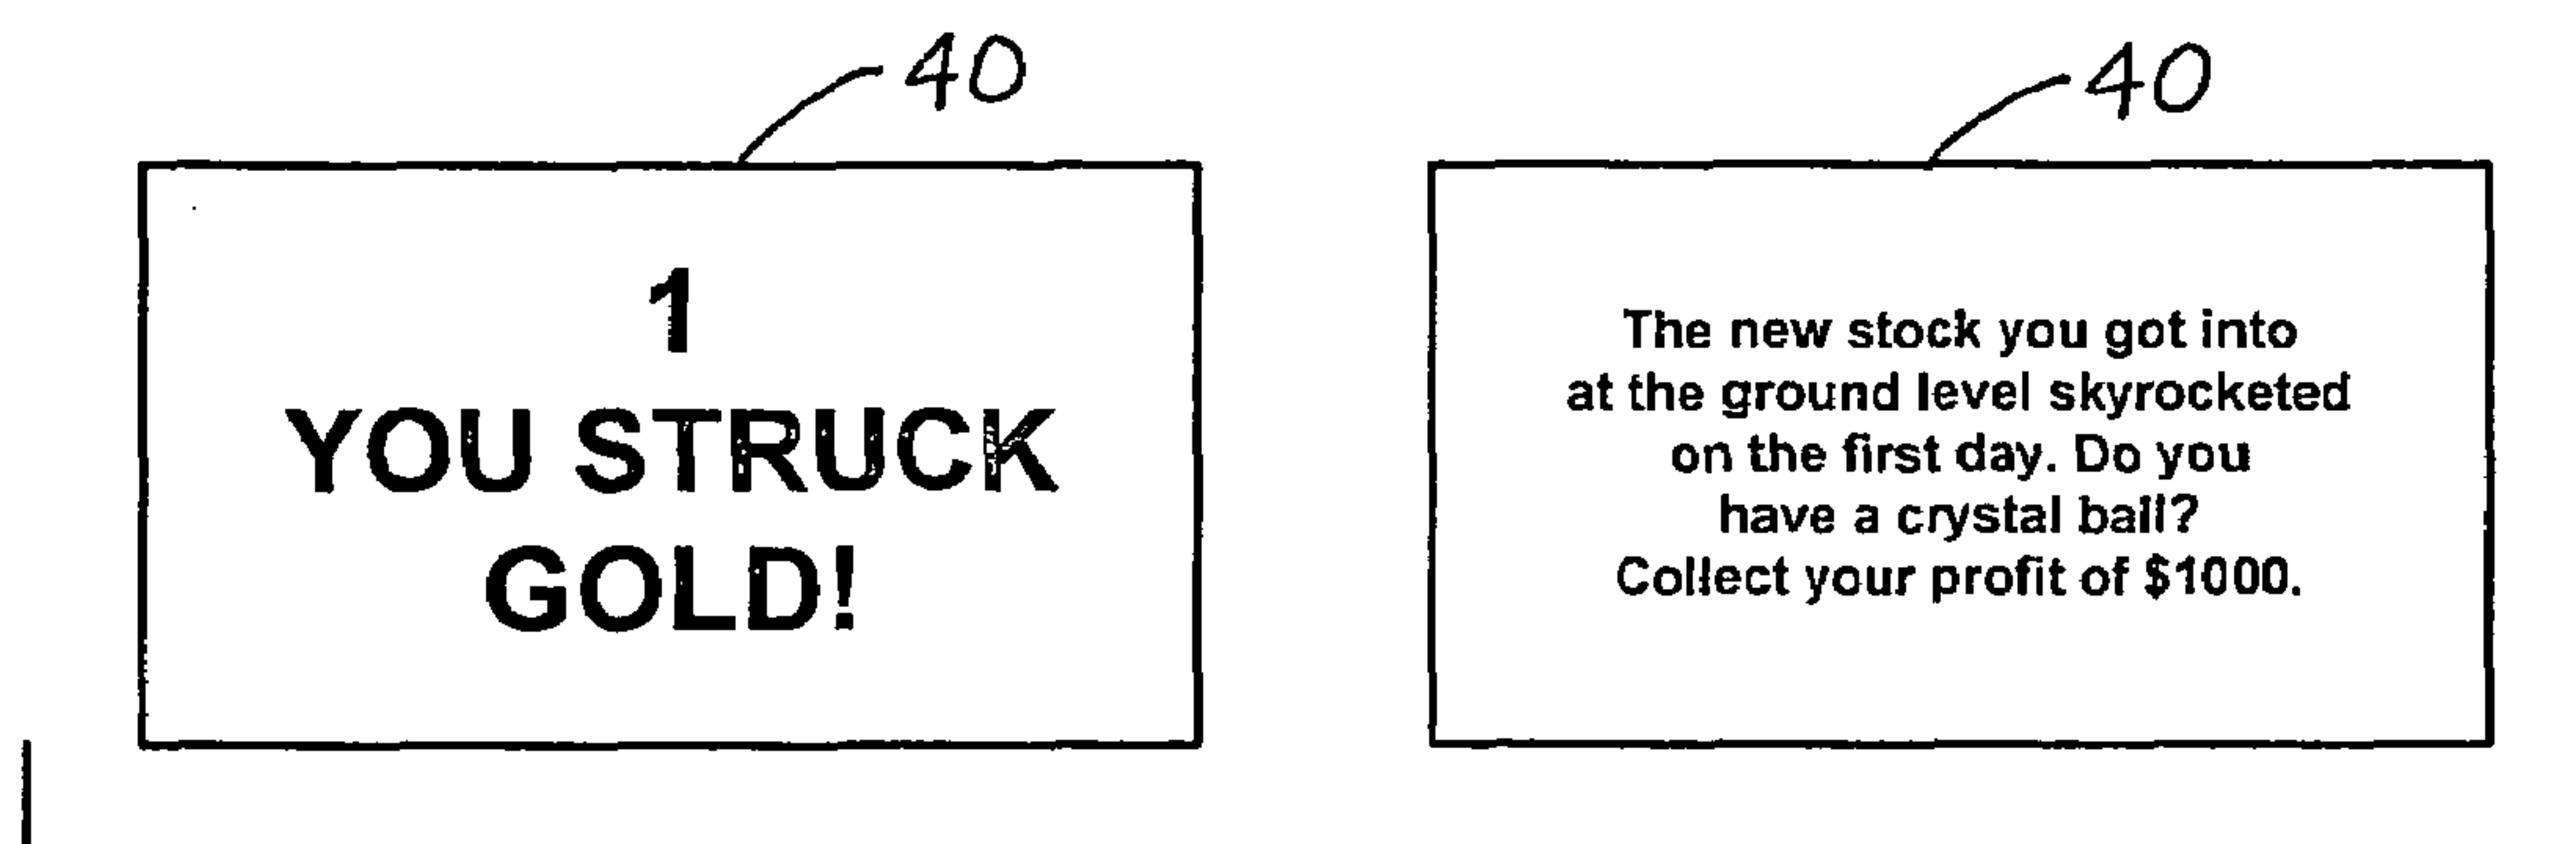 40
40
1
YOU STRUCK
GOLD!
The new stock you got into
at the ground level skyrocketed
on the first day. Do you
have a crystal ball?
Collect your profit of $1000.